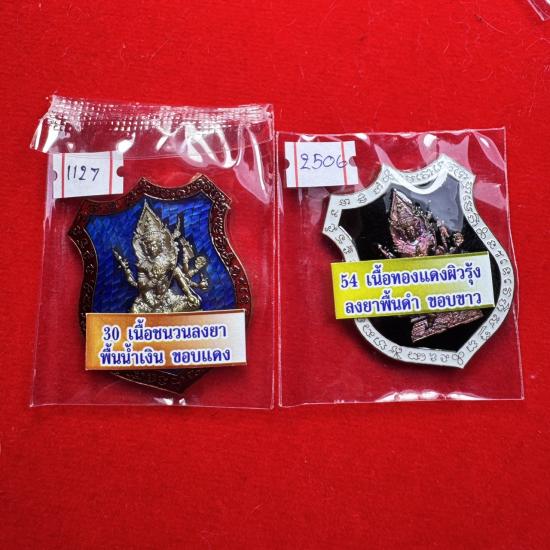 1127
30 เนื้อชนวนลงยา
พื้นน้ำเงิน ขอบแดง
2506
54 เนื้อทองแดงผิวรุ้ง
ลงยาพื้นดำ ขอบขาว